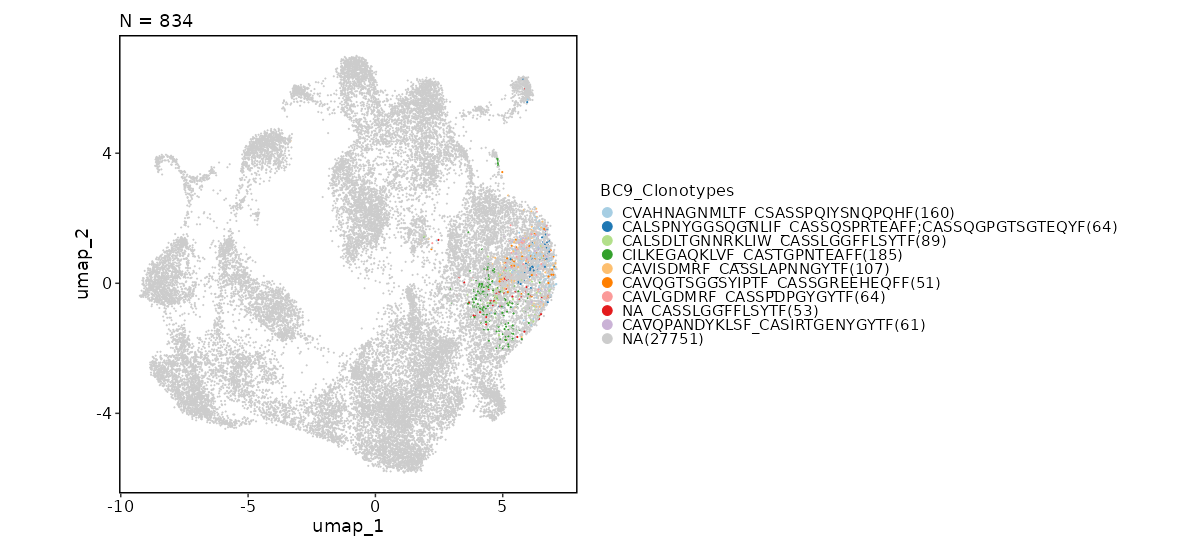 N = 834
BC9_Clonotypes
CVAHNAGNMLTF_CSASSPQIYSNQPQHF(160)
CALSPNYGGSQGNLIF_CASSQSPRTEAFF;CASSQGPGTSGTEQYF(64)
CALSDLTGNNRKLIW_CASSLGGFFLSYTF(89)
CILKEGAQKLVF_CASTGPNTEAFF(185)
CAVISDMRF_CASSLAPNNGYTF(107)
CAVQGTSGGSYIPTF_CASSGREEHEQFF(51)
CAVLGDMRF_CASSPDPGYGYTF(64)
NA_CASSLGGFFLSYTF(53)
CAVQPANDYKLSF_CASIRTGENYGYTF(61)
NA(27751)
4
0
-4
umap_2
-10 -5 0 5
umap_1